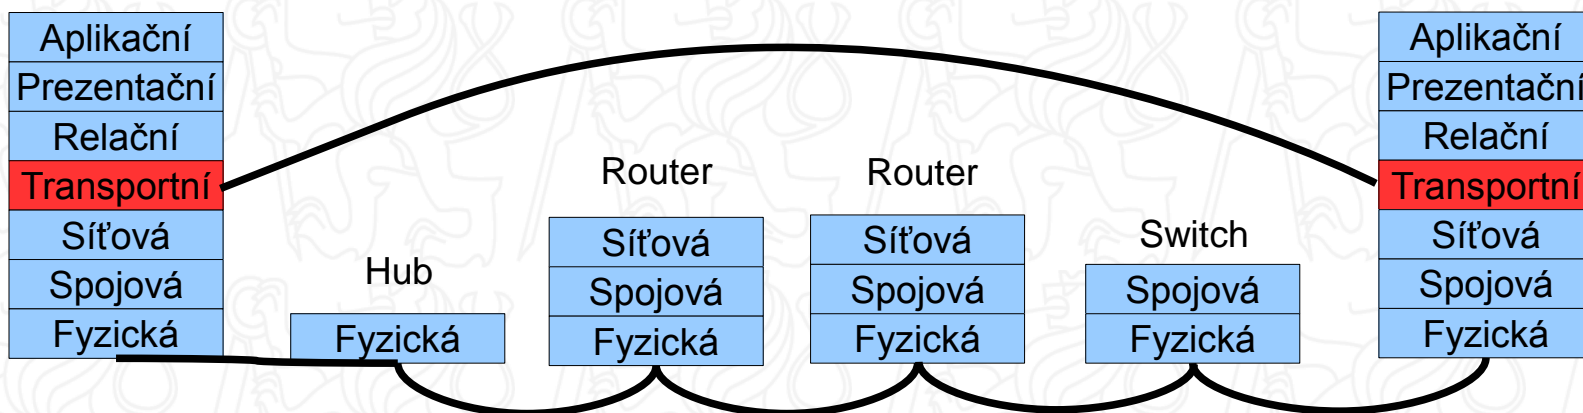 Aplikační
Prezentační
Relační
Transportní
Síťová
Spojová
Fyzická
Hub
Fyzická
Router
Síťová
Spojová
Fyzická
Router
Síťová
Spojová
Fyzická
Switch
Spojová
Fyzická
Aplikační
Prezentační
Relační
Transportní
Síťová
Spojová
Fyzická